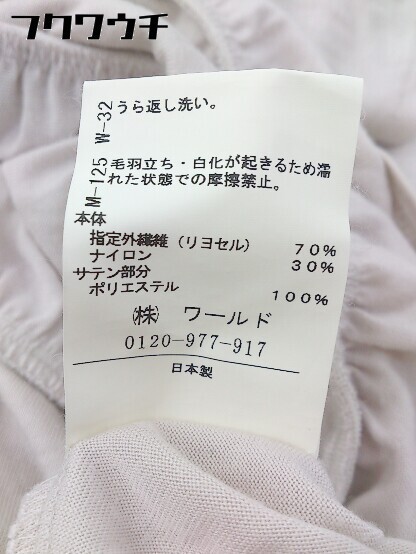 フクワウチ
W-32 うら返し洗い。
M-125 毛羽立ち・白化が起きるため濡
れた状態での摩擦禁止。
本体
指定外繊維（リヨセル） 70%
ナイロン 30%
サテン部分
ポリエステル 100%
㈱ ワールド
0120-977-917
日本製